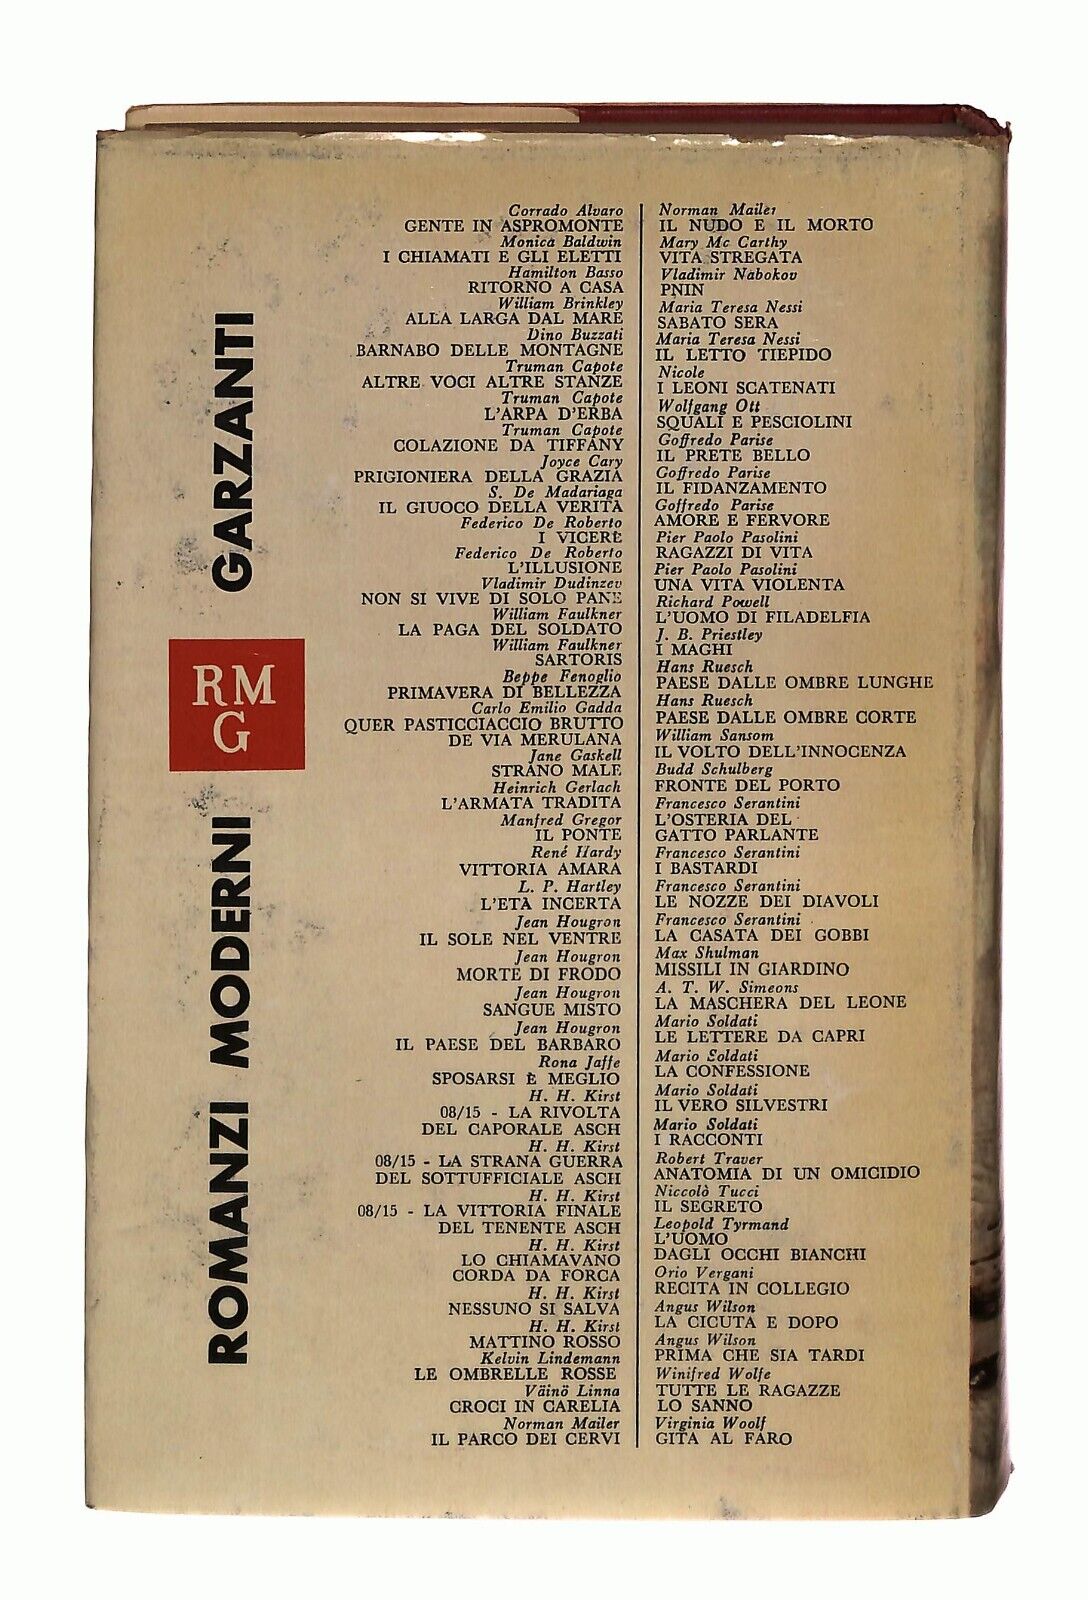 ROMANZI MODERNI
RM
G
GARZANTI
Corrado Alvaro
GENTE IN ASPROMONTE
Monica Baldwin
I CHIAMATI E GLI ELETTI
Hamilton Basso
RITORNO A CASA
William Brinkley
ALLA LARGA DAL MARE
Dino Buzzati
BARNABO DELLE MONTAGNE
Truman Capote
ALTRE VOCI ALTRE STANZE
Truman Capote
L'ARPA D'ERBA
Truman Capote
COLAZIONE DA TIFFANY
Joyce Cary
PRIGIONIERA DELLA GRAZIA
S. De Madariaga
IL GIUOCO DELLA VERITÀ
Federico De Roberto
I VICERÈ
Federico De Roberto
L'ILLUSIONE
Vladimir Dudinzev
NON SI VIVE DI SOLO PANE
William Faulkner
LA PAGA DEL SOLDATO
William Faulkner
SARTORIS
Beppe Fenoglio
PRIMAVERA DI BELLEZZA
Carlo Emilio Gadda
QUER PASTICCIACCIO BRUTTO
DE VIA MERULANA
Jane Gaskell
STRANO MALE
Heinrich Gerlach
L'ARMATA TRADITA
Manfred Gregor
IL PONTE
René Hardy
VITTORIA AMARA
L. P. Hartley
L'ETÀ INCERTA
Jean Hougron
IL SOLE NEL VENTRE
Jean Hougron
MORTE DI FRODO
Jean Hougron
SANGUE MISTO
Jean Hougron
IL PAESE DEL BARBARO
Rona Jaffe
SPOSARSI È MEGLIO
H. H. Kirst
08/15 - LA RIVOLTA
DEL CAPORALE ASCH
H. H. Kirst
08/15 - LA STRANA GUERRA
DEL SOTTUFFICIALE ASCH
H. H. Kirst
08/15 - LA VITTORIA FINALE
DEL TENENTE ASCH
H. H. Kirst
LO CHIAMAVANO
CORDA DA FORCA
H. H. Kirst
NESSUNO SI SALVA
H. H. Kirst
MATTINO ROSSO
Kelvin Lindemann
LE OMBRELLE ROSSE
Väinö Linna
CROCI IN CARELIA
Norman Mailer
IL PARCO DEI CERVI
Norman Mailer
IL NUDO E IL MORTO
Mary Mc Carthy
VITA STREGATA
Vladimir Nabokov
PNIN
Maria Teresa Nessi
SABATO SERA
Maria Teresa Nessi
IL LETTO TIEPIDO
Nicole
I LEONI SCATENATI
Wolfgang Ott
SQUALI E PESCIOLINI
Goffredo Parise
IL PRETE BELLO
Goffredo Parise
IL FIDANZAMENTO
Goffredo Parise
AMORE E FERVORE
Pier Paolo Pasolini
RAGAZZI DI VITA
Pier Paolo Pasolini
UNA VITA VIOLENTA
Richard Powell
L'UOMO DI FILADELFIA
J. B. Priestley
I MAGHI
Hans Ruesch
PAESE DALLE OMBRE LUNGHE
Hans Ruesch
PAESE DALLE OMBRE CORTE
William Sansom
IL VOLTO DELL'INNOCENZA
Budd Schulberg
FRONTE DEL PORTO
Francesco Serantini
L'OSTERIA DEL
GATTO PARLANTE
Francesco Serantini
I BASTARDI
Francesco Serantini
LE NOZZE DEI DIAVOLI
Francesco Serantini
LA CASATA DEI GOBBI
Max Shulman
MISSILI IN GIARDINO
A. T. W. Simeons
LA MASCHERA DEL LEONE
Mario Soldati
LE LETTERE DA CAPRI
Mario Soldati
LA CONFESSIONE
Mario Soldati
IL VERO SILVESTRI
Mario Soldati
I RACCONTI
Robert Traver
ANATOMIA DI UN OMICIDIO
Niccolò Tucci
IL SEGRETO
Leopold Tyrmand
L'UOMO
DAGLI OCCHI BIANCHI
Orio Vergani
RECITA IN COLLEGIO
Angus Wilson
LA CICUTA E DOPO
Angus Wilson
PRIMA CHE SIA TARDI
Winifred Wolfe
TUTTE LE RAGAZZE
LO SANNO
Virginia Woolf
GITA AL FARO